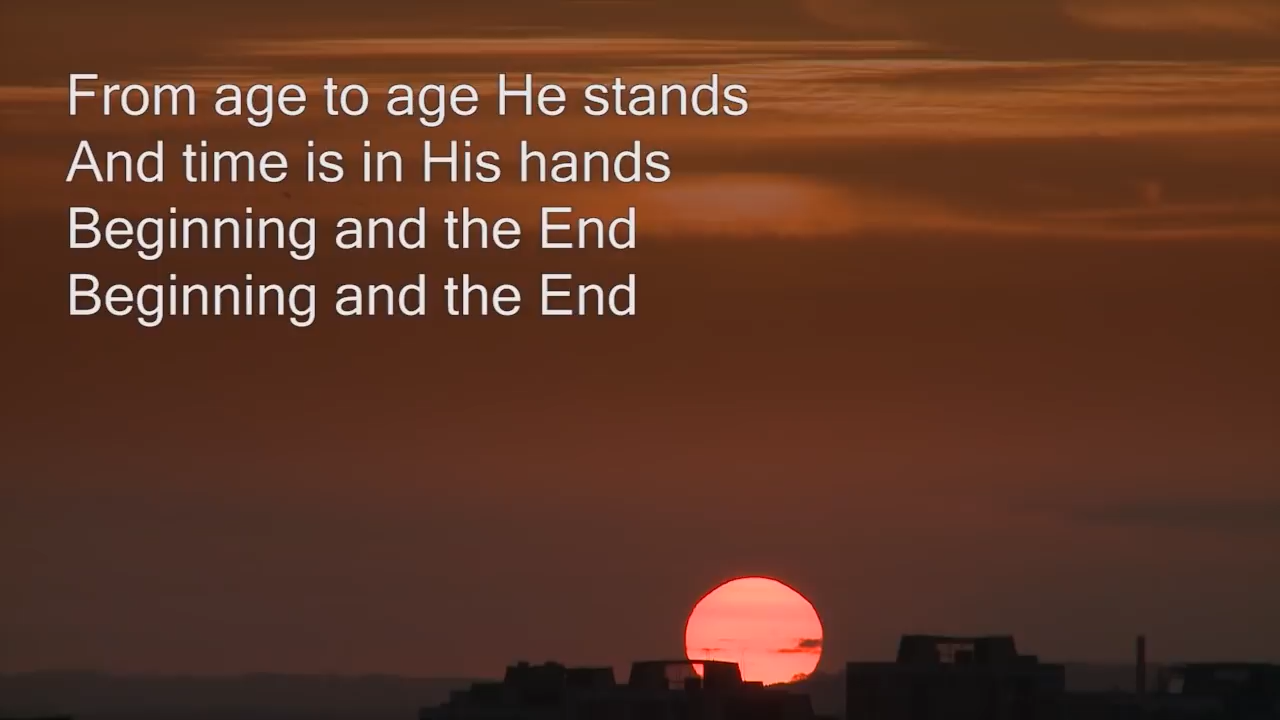 From age to age He stands
And time is in His hands
Beginning and the End
Beginning and the End